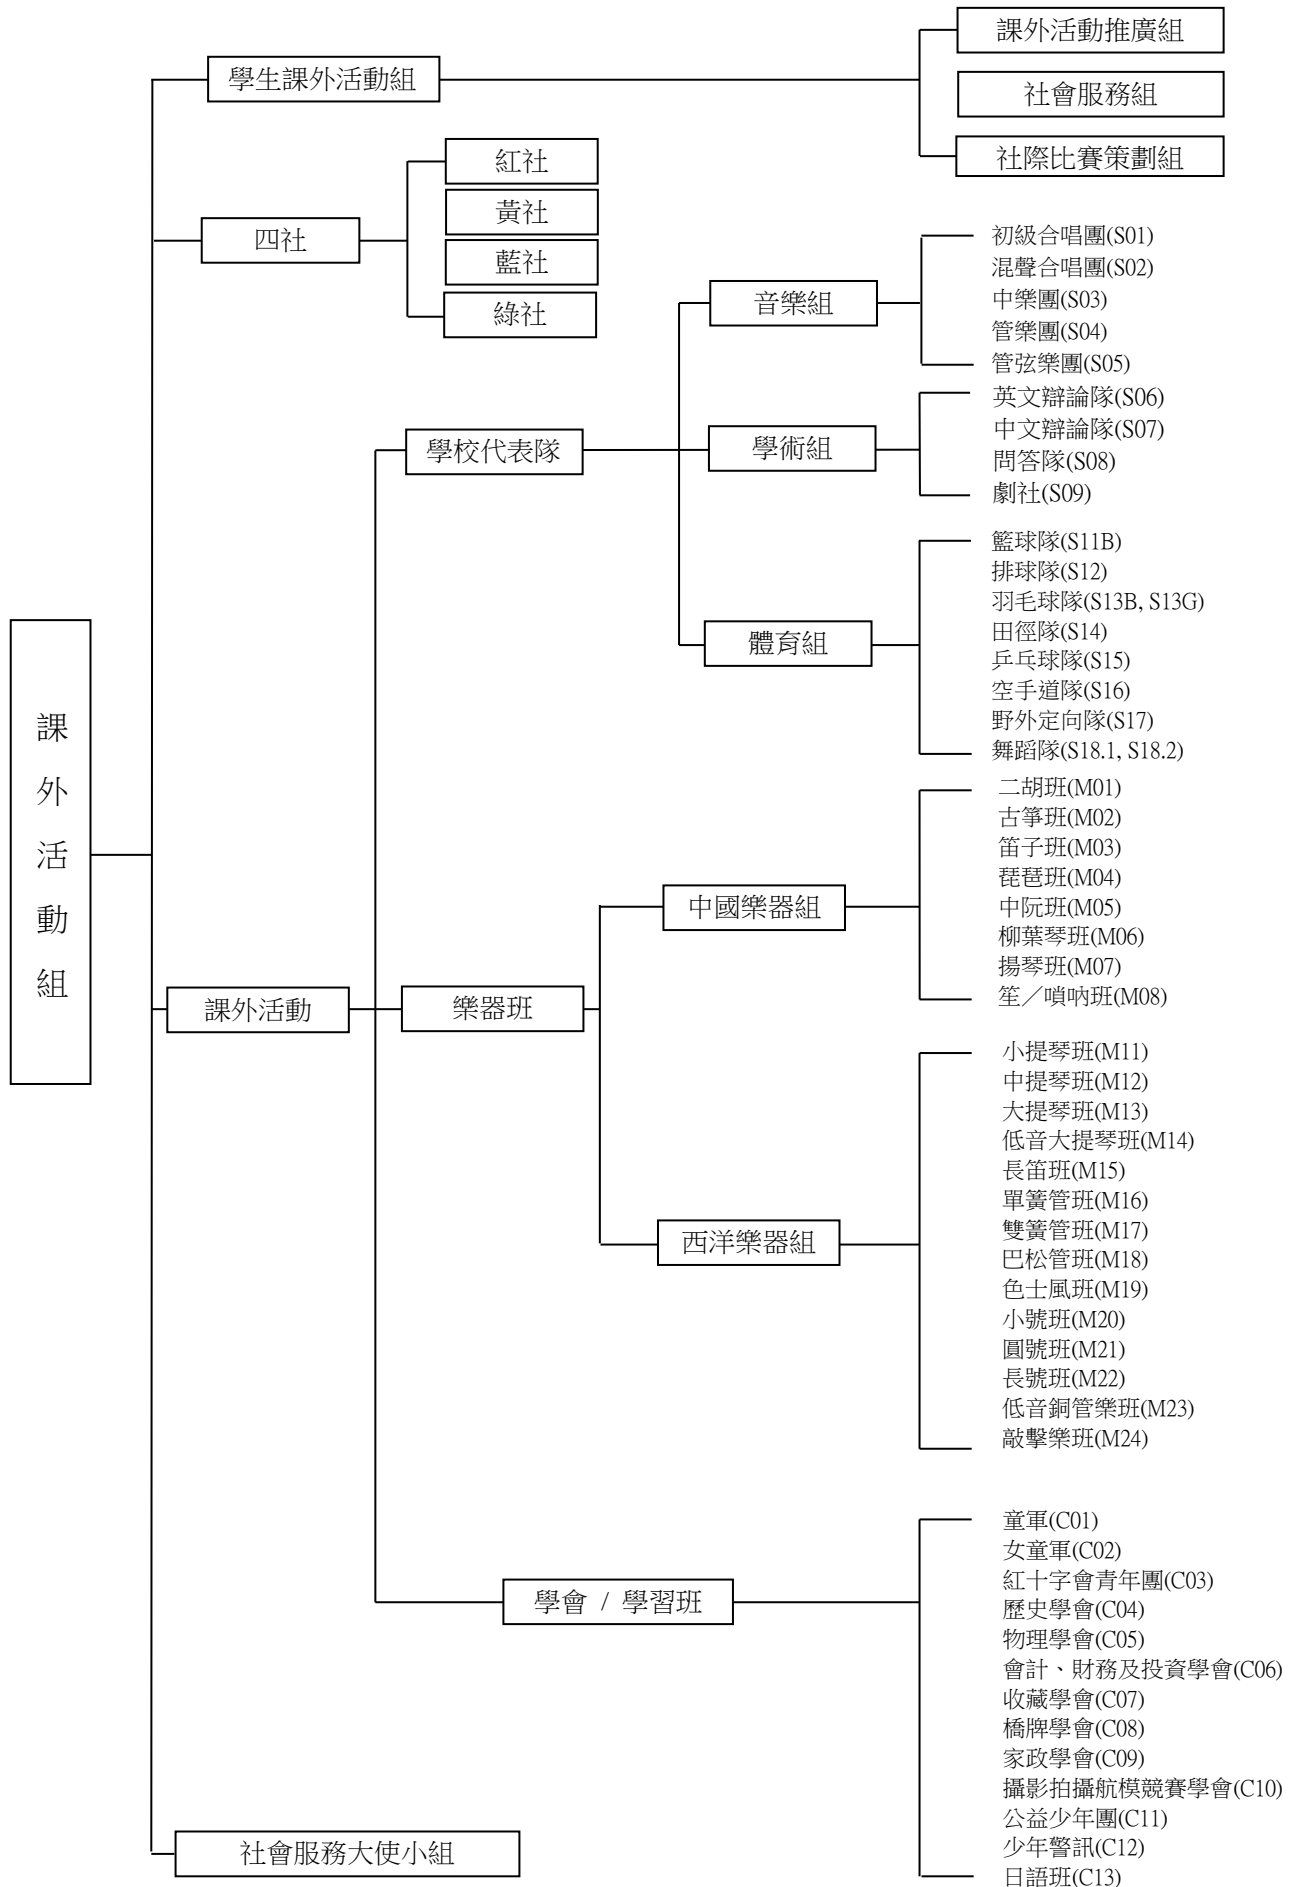 課外活動組
學生課外活動組
課外活動推廣組
社會服務組
社際比賽策劃組
四社
紅社
黃社
藍社
綠社
課外活動
學校代表隊
音樂組
初級合唱團(S01)
混聲合唱團(S02)
中樂團(S03)
管樂團(S04)
管弦樂團(S05)
學術組
英文辯論隊(S06)
中文辯論隊(S07)
問答隊(S08)
劇社(S09)
體育組
籃球隊(S11B)
排球隊(S12)
羽毛球隊(S13B, S13G)
田徑隊(S14)
乒乓球隊(S15)
空手道隊(S16)
野外定向隊(S17)
舞蹈隊(S18.1, S18.2)
樂器班
中國樂器組
二胡班(M01)
古箏班(M02)
笛子班(M03)
琵琶班(M04)
中阮班(M05)
柳葉琴班(M06)
揚琴班(M07)
笙／嗩吶班(M08)
西洋樂器組
小提琴班(M11)
中提琴班(M12)
大提琴班(M13)
低音大提琴班(M14)
長笛班(M15)
單簧管班(M16)
雙簧管班(M17)
巴松管班(M18)
色士風班(M19)
小號班(M20)
圓號班(M21)
長號班(M22)
低音銅管樂班(M23)
敲擊樂班(M24)
學會 / 學習班
童軍(C01)
女童軍(C02)
紅十字會青年團(C03)
歷史學會(C04)
物理學會(C05)
會計、財務及投資學會(C06)
收藏學會(C07)
橋牌學會(C08)
家政學會(C09)
攝影拍攝航模競賽學會(C10)
公益少年團(C11)
少年警訊(C12)
日語班(C13)
社會服務大使小組